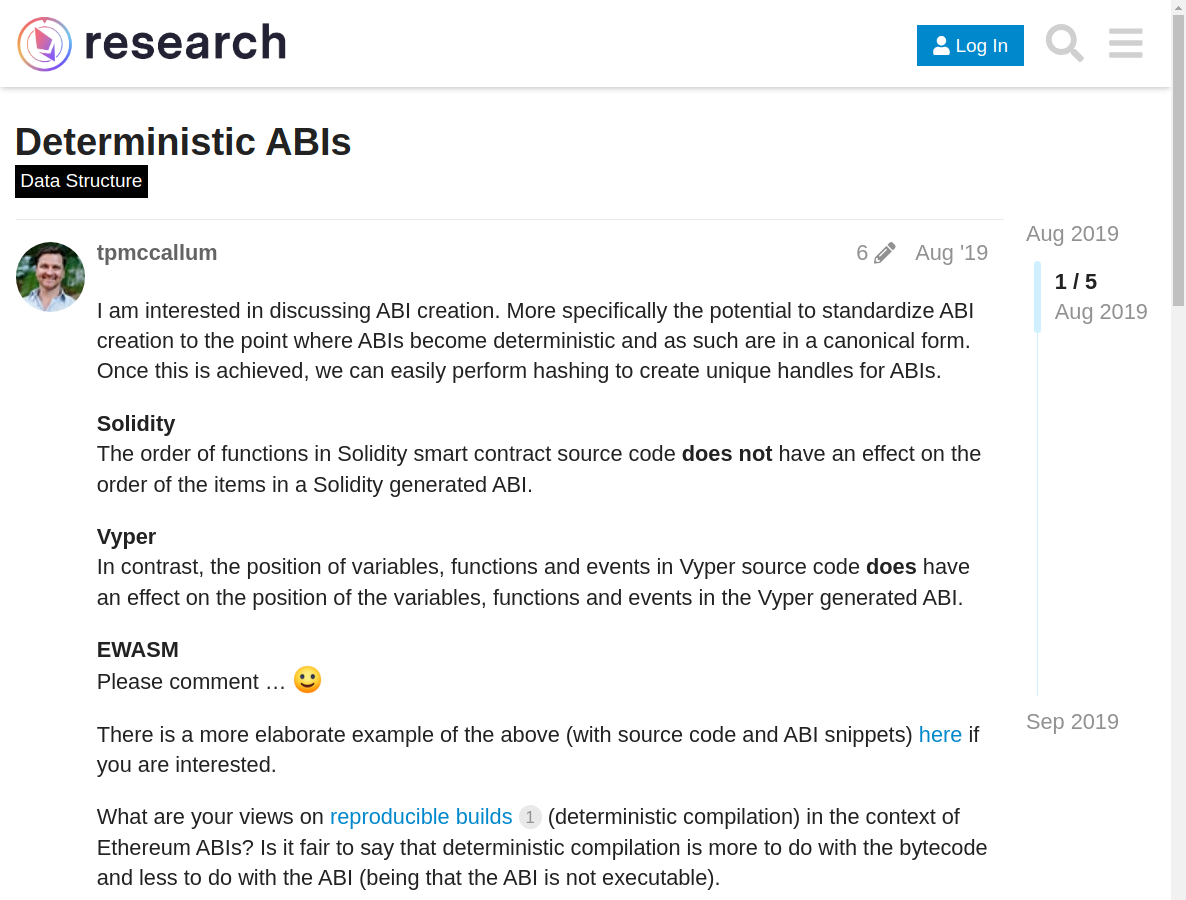 research
Log In
Deterministic ABIs
Data Structure
tpmccallum
6
Aug '19
Aug 2019
1 / 5
Aug 2019
I am interested in discussing ABI creation. More specifically the potential to standardize ABI
creation to the point where ABIs become deterministic and as such are in a canonical form.
Once this is achieved, we can easily perform hashing to create unique handles for ABIs.
Solidity
The order of functions in Solidity smart contract source code does not have an effect on the
order of the items in a Solidity generated ABI.
Vyper
In contrast, the position of variables, functions and events in Vyper source code does have
an effect on the position of the variables, functions and events in the Vyper generated ABI.
EWASM
Please comment … 🙂
Sep 2019
There is a more elaborate example of the above (with source code and ABI snippets) here if
you are interested.
What are your views on reproducible builds 1 (deterministic compilation) in the context of
Ethereum ABIs? Is it fair to say that deterministic compilation is more to do with the bytecode
and less to do with the ABI (being that the ABI is not executable).